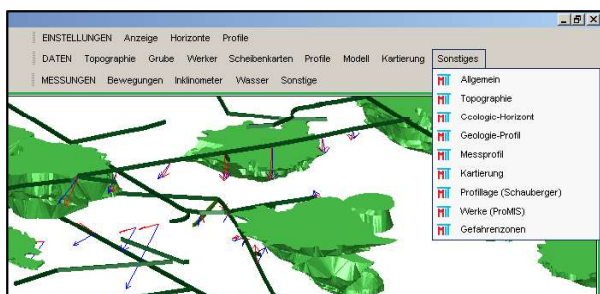 EINSTELLUNGEN Anzeige Horizonte Profile
DATEN Topographie Grube Werker Scheibenkarten Profile Modell Kartierung Sonstiges
MESSUNGEN Bewegungen Inklinometer Wasser Sonstige
Allgemein
Topographie
Geologie-Horizont
Geologie-Profil
Messprofil
Kartierung
Profillage (Schauberger)
Werke (ProMIS)
Gefahrenzonen